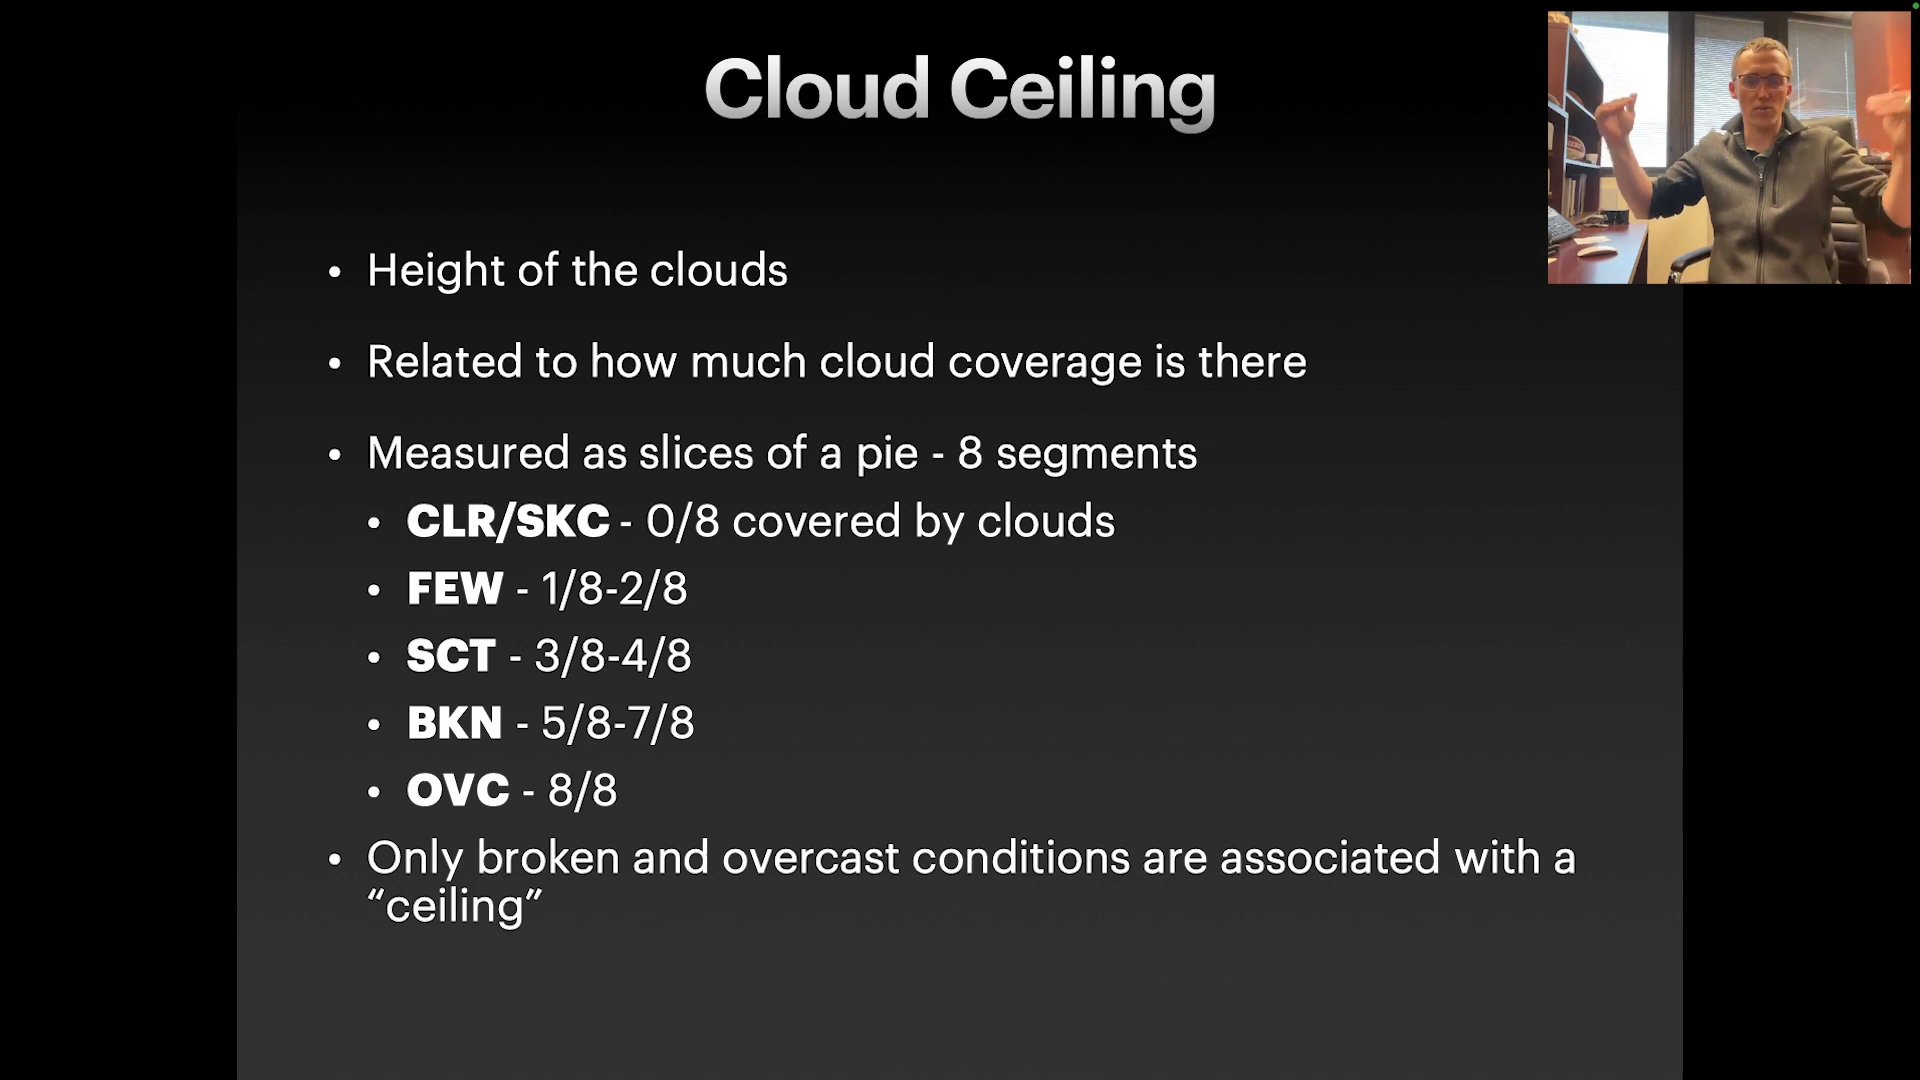 Cloud Ceiling
• Height of the clouds
• Related to how much cloud coverage is there
• Measured as slices of a pie - 8 segments
• CLR/SKC - 0/8 covered by clouds
• FEW - 1/8-2/8
• SCT - 3/8-4/8
• BKN - 5/8-7/8
• OVC - 8/8
• Only broken and overcast conditions are associated with a
“ceiling”